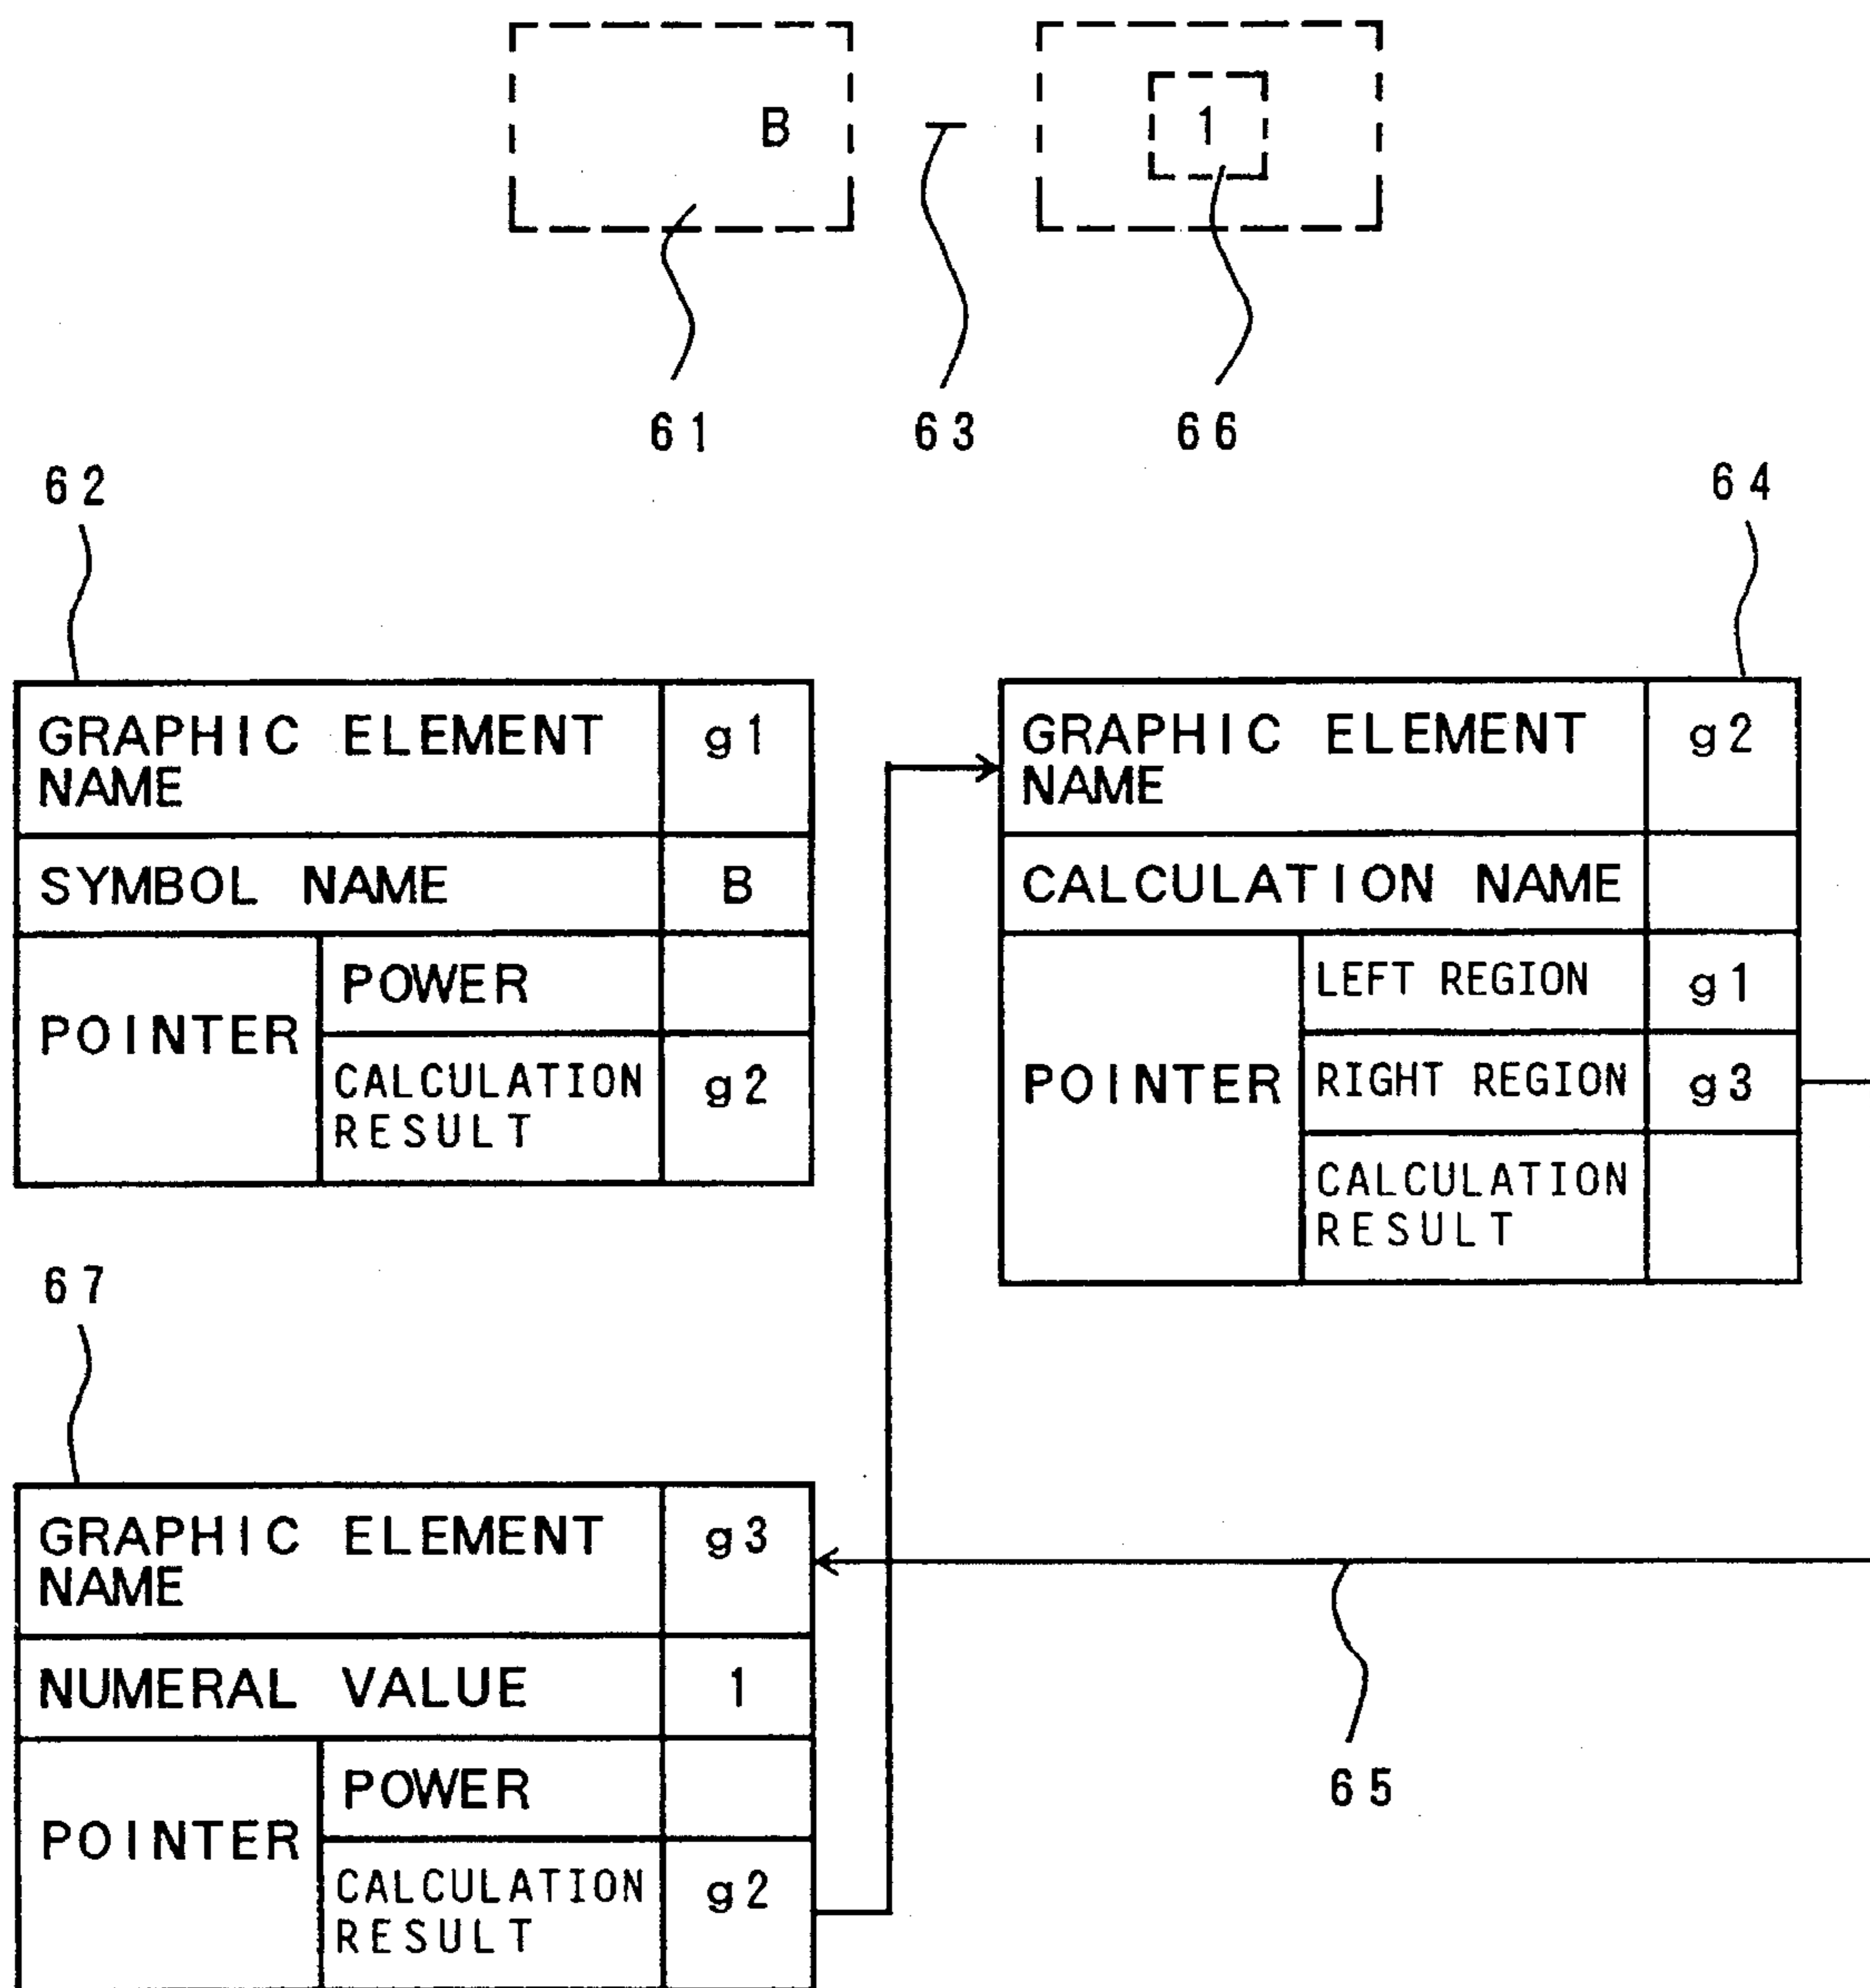 B 1
61 63 66
62 64
GRAPHIC ELEMENT NAME g1
SYMBOL NAME B
POINTER
POWER
CALCULATION RESULT g2
GRAPHIC ELEMENT NAME g2
CALCULATION NAME
POINTER
LEFT REGION g1
RIGHT REGION g3
CALCULATION RESULT
67
GRAPHIC ELEMENT NAME g3
NUMERAL VALUE 1
POINTER
POWER
CALCULATION RESULT g2
65